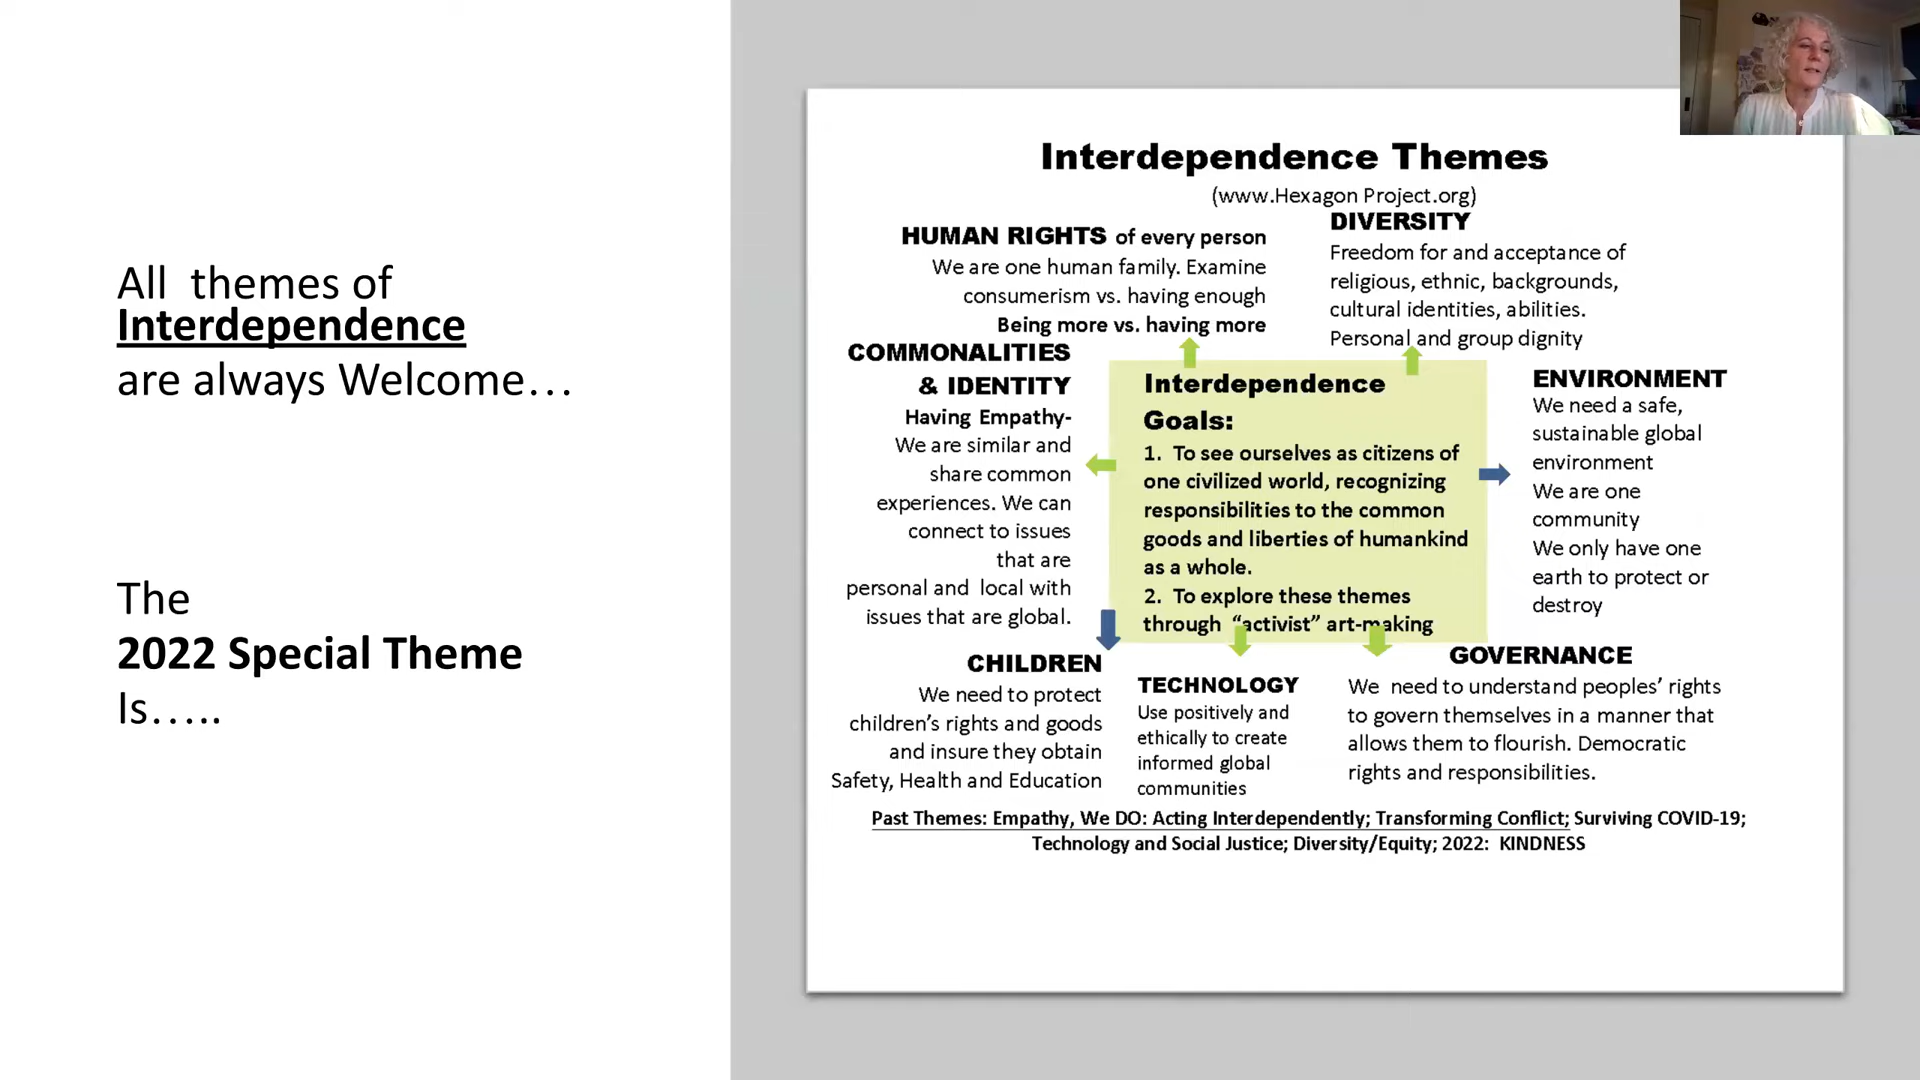 All themes of
Interdependence
are always Welcome...
The
2022 Special Theme
Is…..
Interdependence Themes
(www.Hexagon Project.org)
HUMAN RIGHTS of every person
We are one human family. Examine
consumerism vs. having enough
Being more vs. having more
DIVERSITY
Freedom for and acceptance of
religious, ethnic, backgrounds,
cultural identities, abilities.
Personal and group dignity
COMMONALITIES
& IDENTITY
Having Empathy-
We are similar and
share common
experiences. We can
connect to issues
that are
personal and local with
issues that are global.
Interdependence
Goals:
1. To see ourselves as citizens of
one civilized world, recognizing
responsibilities to the common
goods and liberties of humankind
as a whole.
2. To explore these themes
through “activist” art-making
ENVIRONMENT
We need a safe,
sustainable global
environment
We are one
community
We only have one
earth to protect or
destroy
CHILDREN
We need to protect
children’s rights and goods
and insure they obtain
Safety, Health and Education
TECHNOLOGY
Use positively and
ethically to create
informed global
communities
GOVERNANCE
We need to understand peoples’ rights
to govern themselves in a manner that
allows them to flourish. Democratic
rights and responsibilities.
Past Themes: Empathy, We DO: Acting Interdependently; Transforming Conflict; Surviving COVID-19;
Technology and Social Justice; Diversity/Equity; 2022: KINDNESS